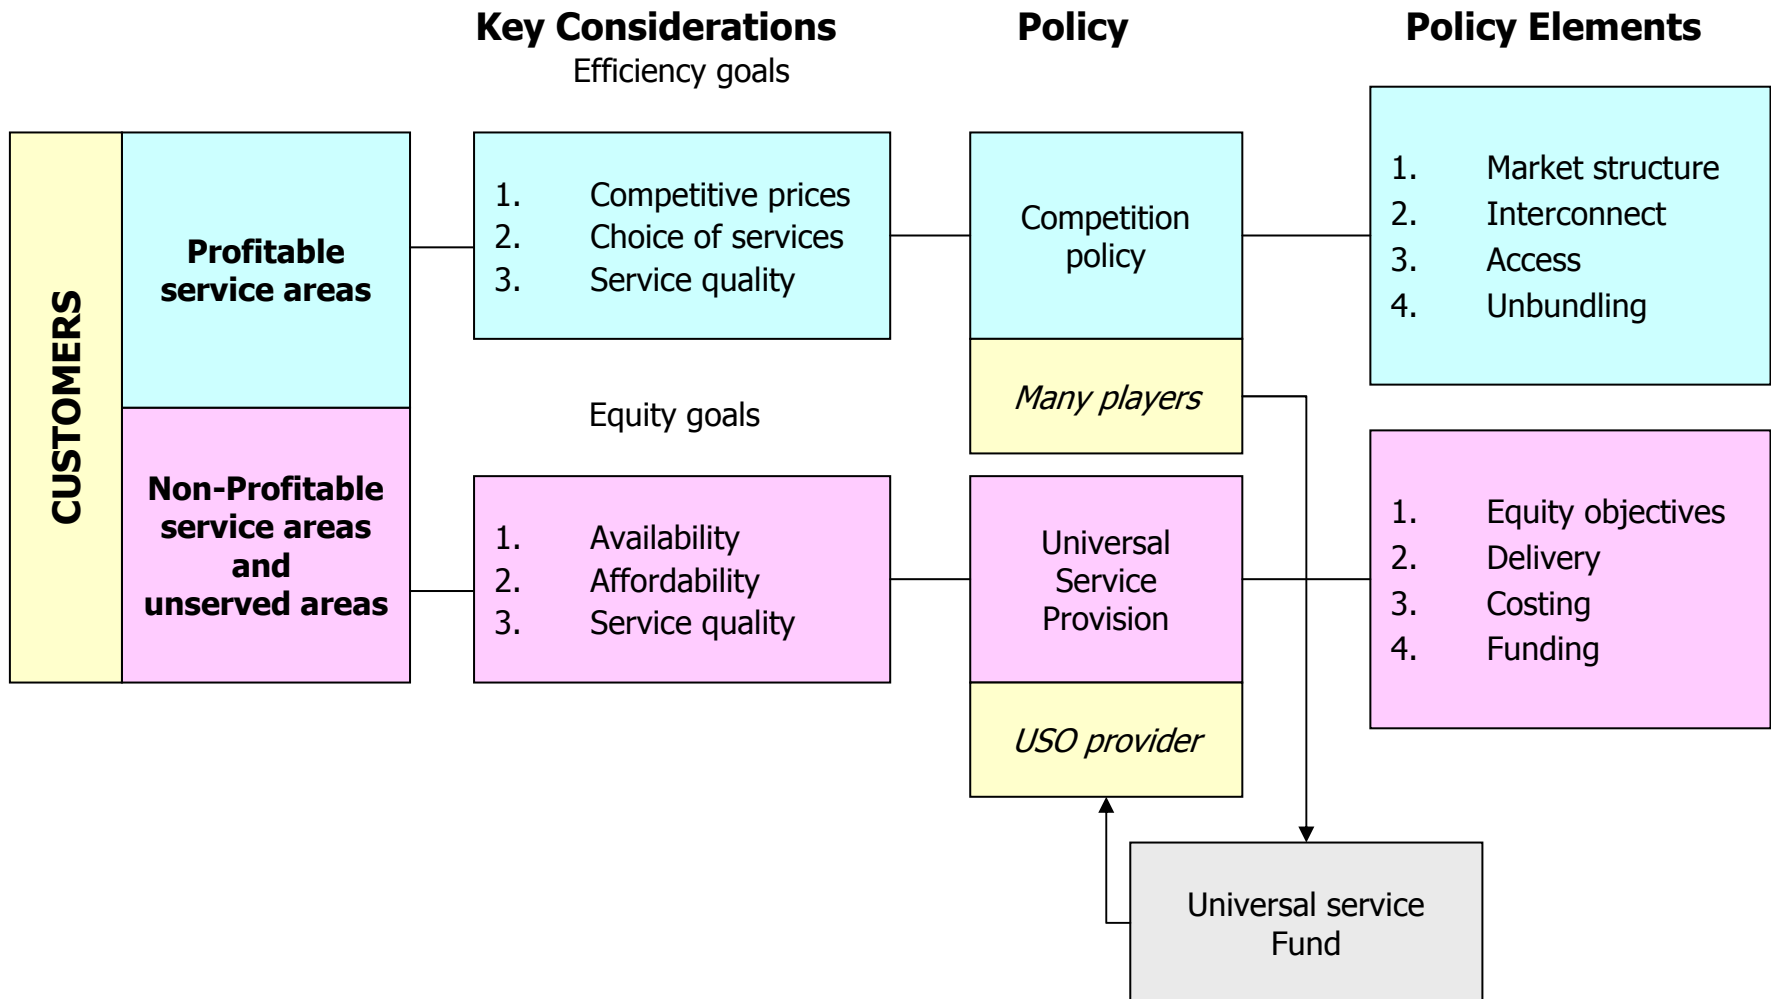 Key Considerations
Policy
Policy Elements
Efficiency goals
CUSTOMERS
Profitable
service areas
1. Competitive prices
2. Choice of services
3. Service quality
Competition
policy
Many players
1. Market structure
2. Interconnect
3. Access
4. Unbundling
Equity goals
Non-Profitable
service areas
and
unserved areas
1. Availability
2. Affordability
3. Service quality
Universal
Service
Provision
USO provider
1. Equity objectives
2. Delivery
3. Costing
4. Funding
Universal service
Fund